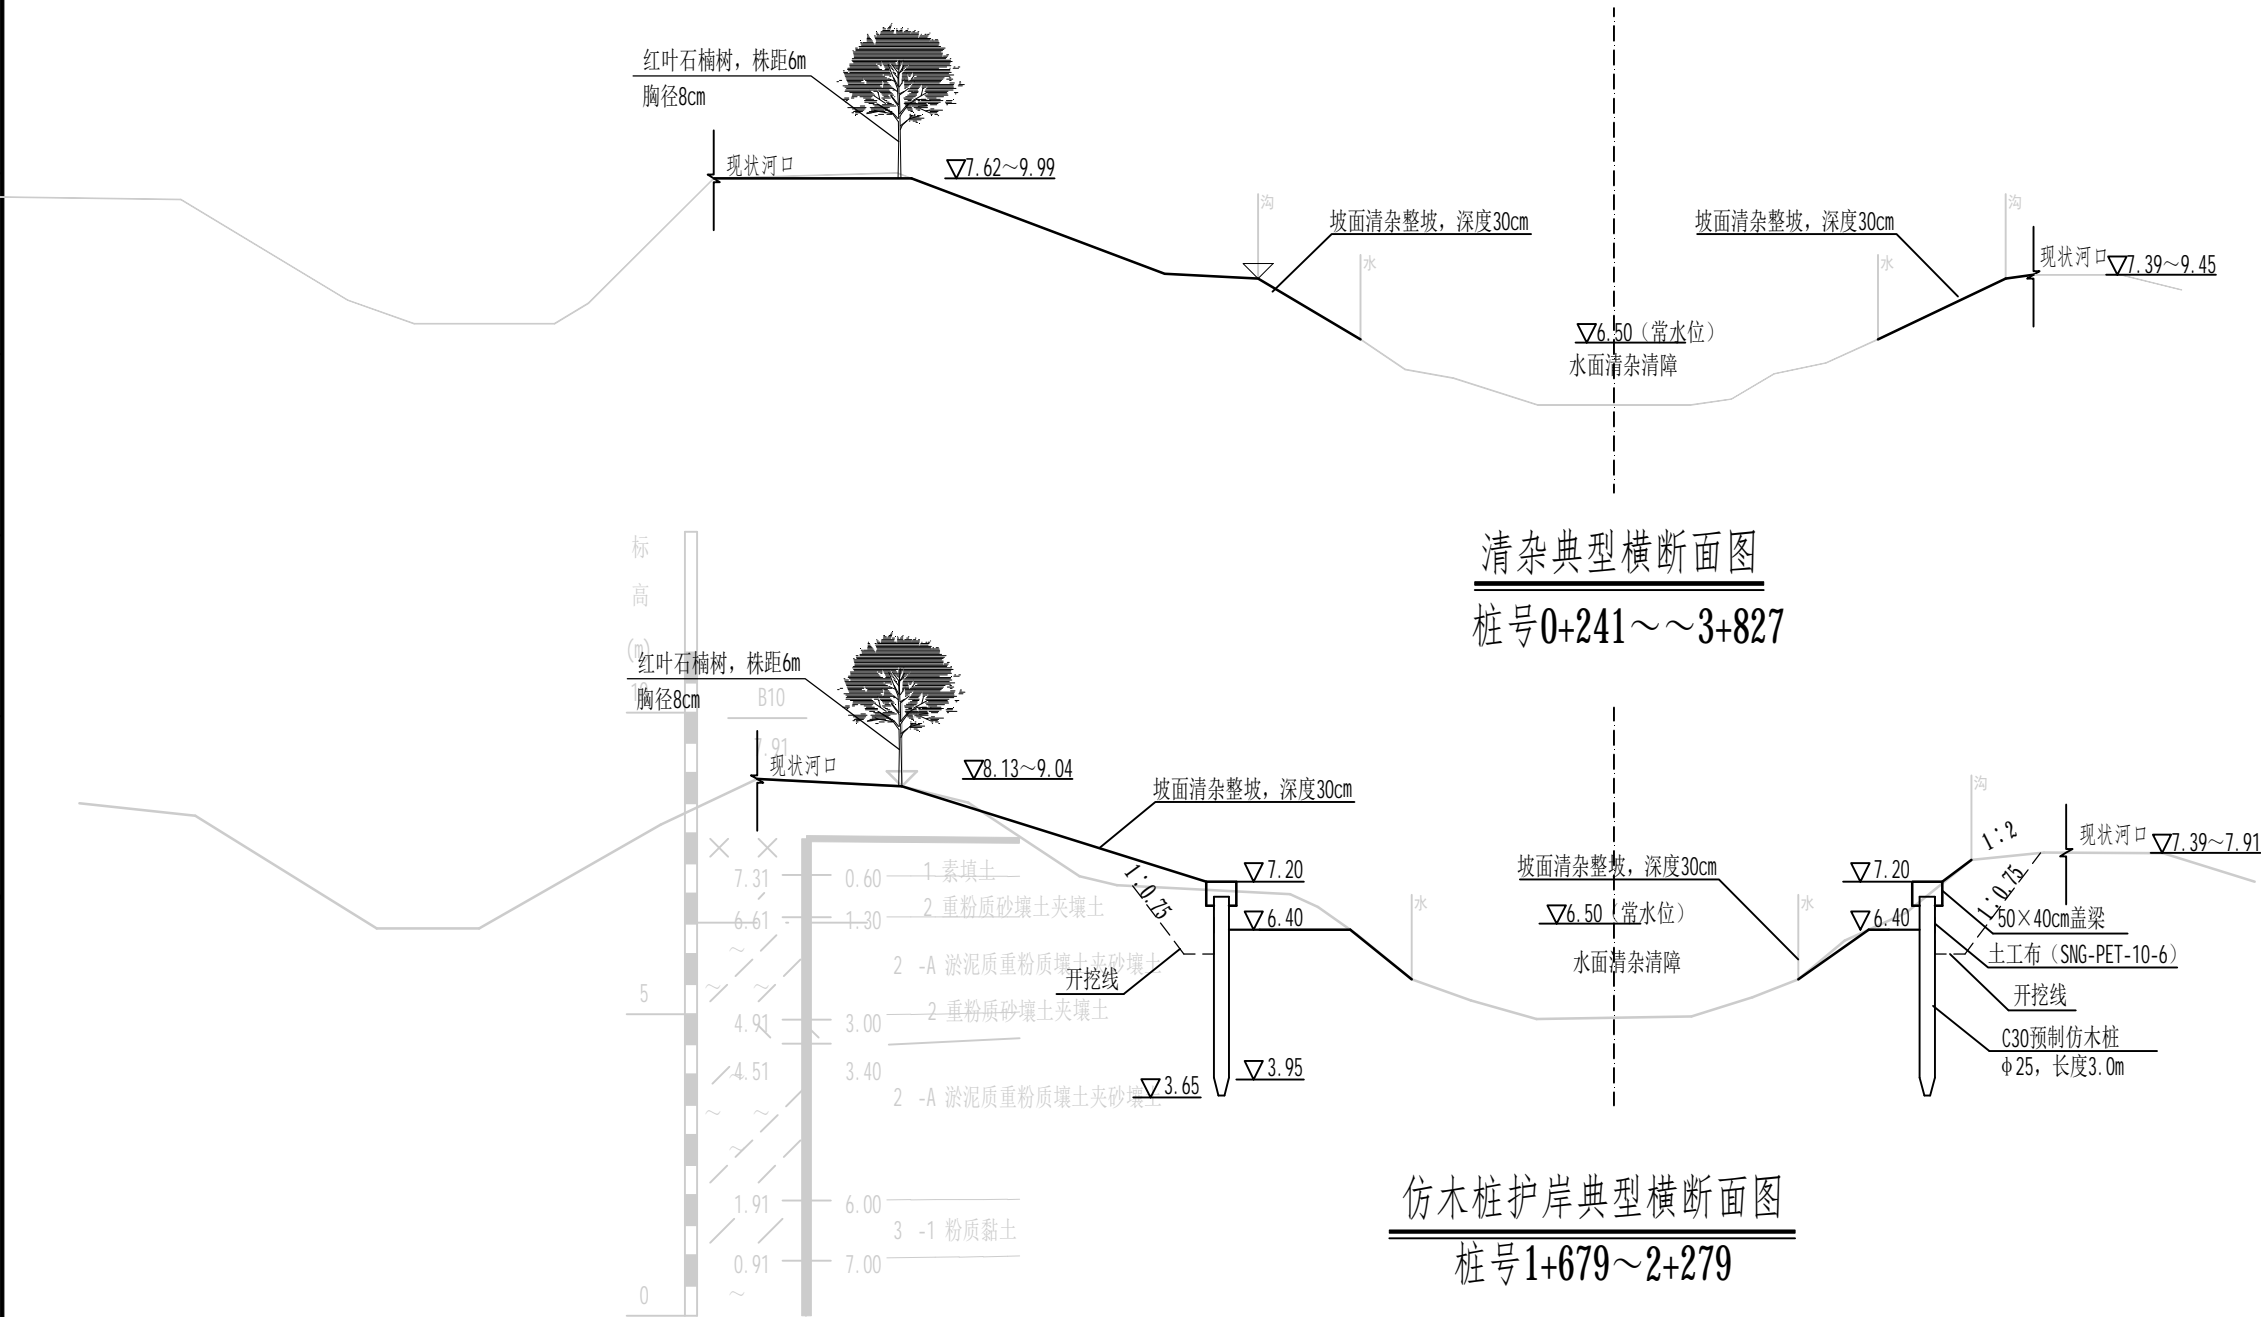 红叶石楠树，株距6m
胸径8cm
现状河口
7.62～9.99
沟
坡面清杂整坡，深度30cm
水
坡面清杂整坡，深度30cm
沟
水
现状河口
7.39～9.45
6.50（常水位）
水面清杂清障
清杂典型横断面图
桩号0+241～～3+827
标
高
(m)
红叶石楠树，株距6m
10
胸径8cm
B10
7.91
现状河口
8.13～9.04
坡面清杂整坡，深度30cm
沟
1:2
现状河口
7.39～7.91
7.31
0.60
1 素填土
1:0.75
7.20
坡面清杂整坡，深度30cm
7.20
1:0.75
6.61
1.30
2 重粉质砂壤土夹壤土
6.40
水
6.50（常水位）
水
6.40
50×40cm盖梁
2 -A 淤泥质重粉质壤土夹砂壤土
水面清杂清障
土工布（SNG-PET-10-6）
开挖线
开挖线
5
4.91
3.00
2 重粉质砂壤土夹壤土
C30预制仿木桩
φ25，长度3.0m
4.51
3.40
3.65
3.95
2 -A 淤泥质重粉质壤土夹砂壤土
1.91
6.00
3 -1 粉质黏土
仿木桩护岸典型横断面图
桩号1+679～2+279
0.91
7.00
0